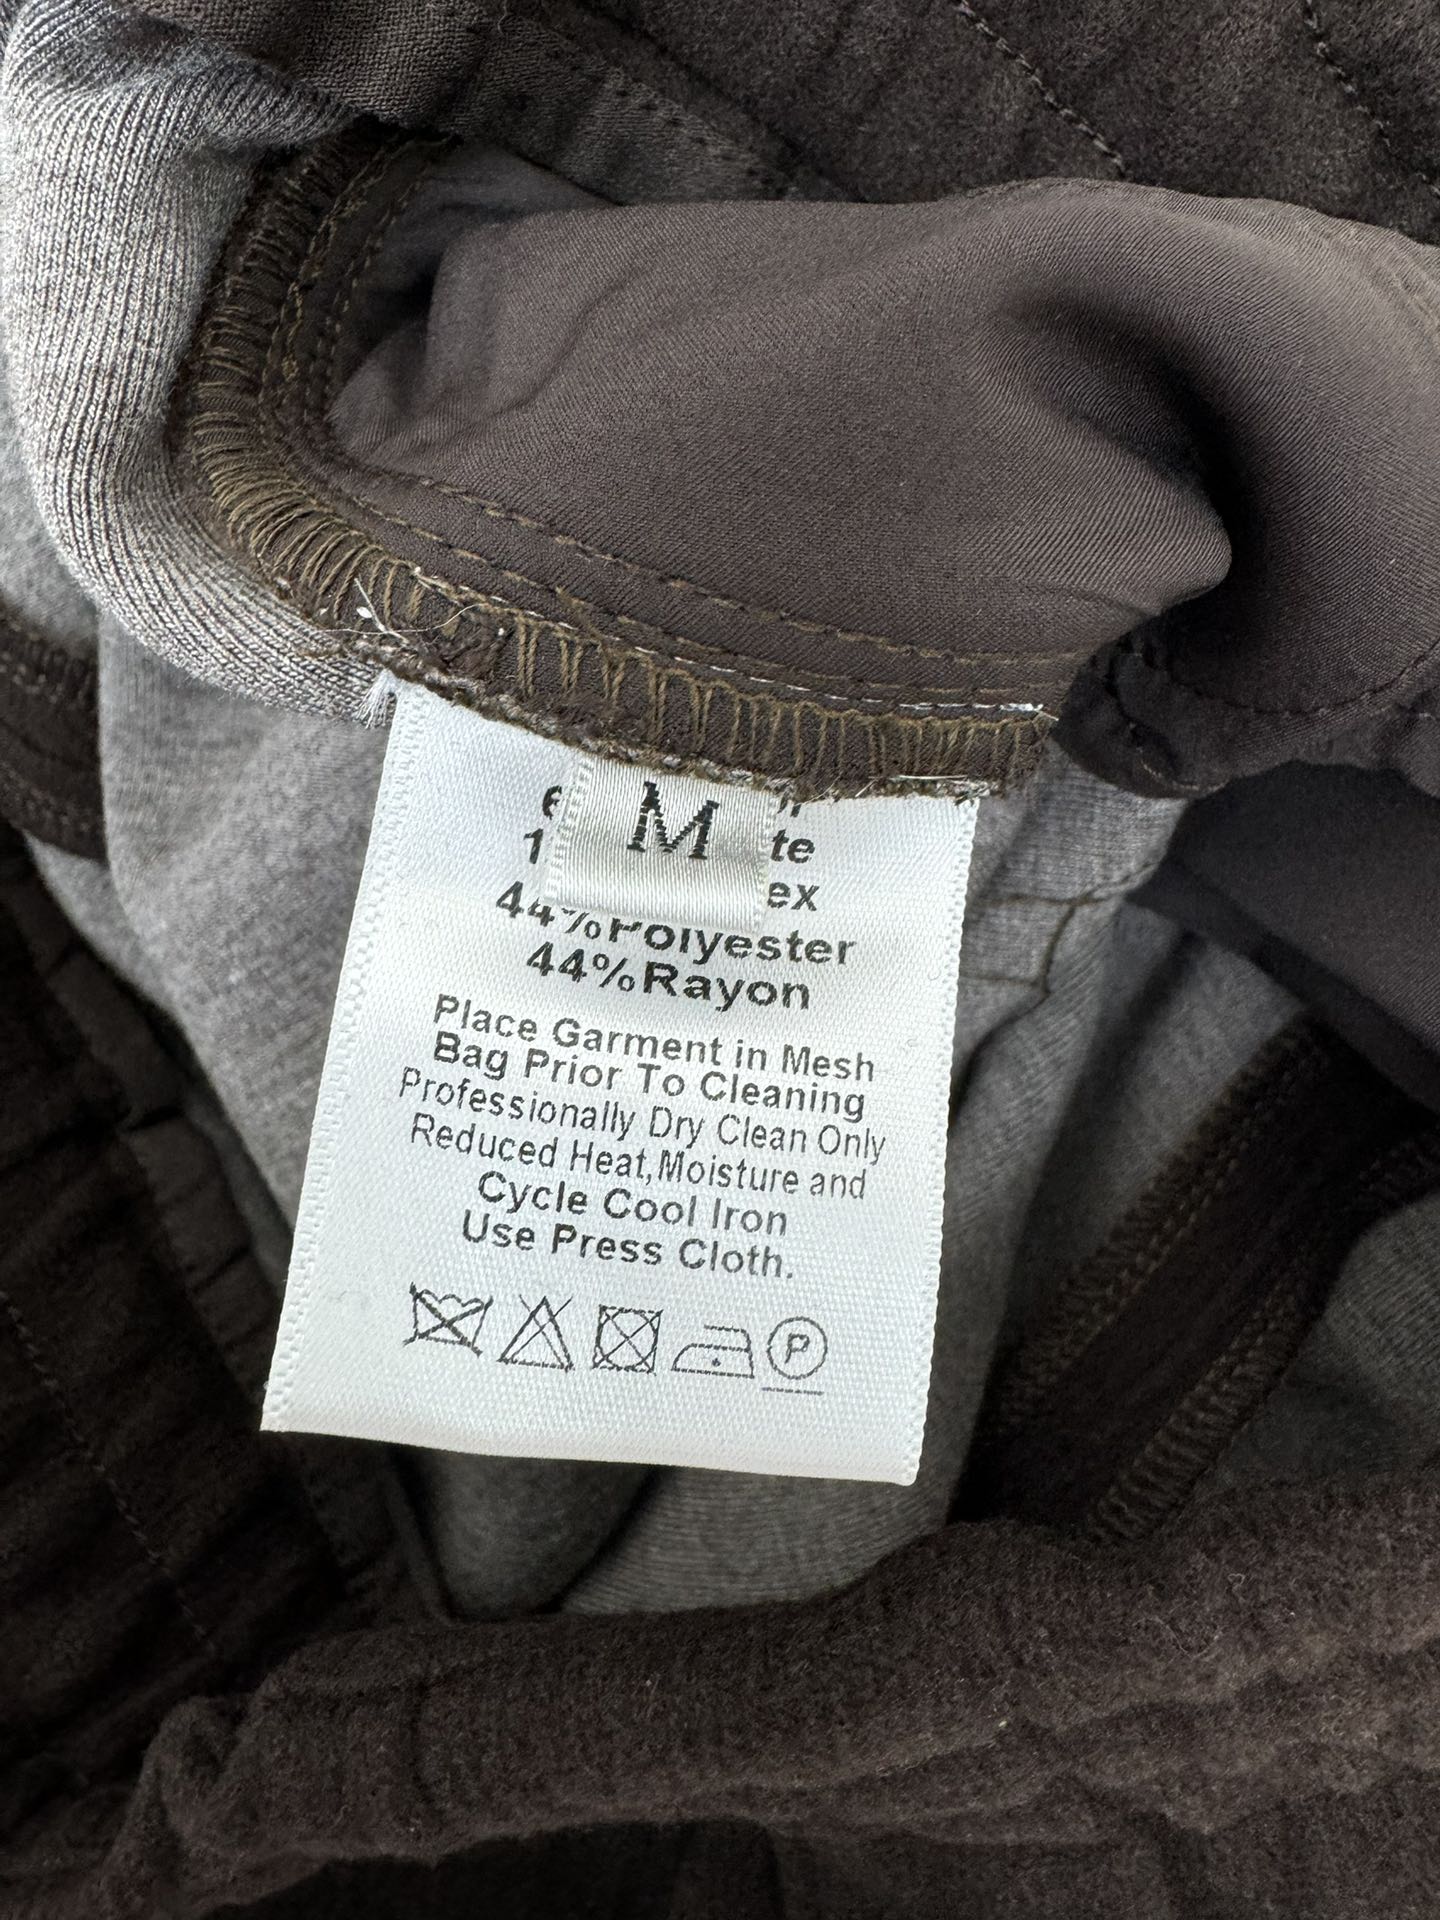 M
44%Polyester
44%Rayon
Place Garment in Mesh
Bag Prior To Cleaning
Professionally Dry Clean Only
Reduced Heat,Moisture and
Cycle Cool Iron
Use Press Cloth.
P